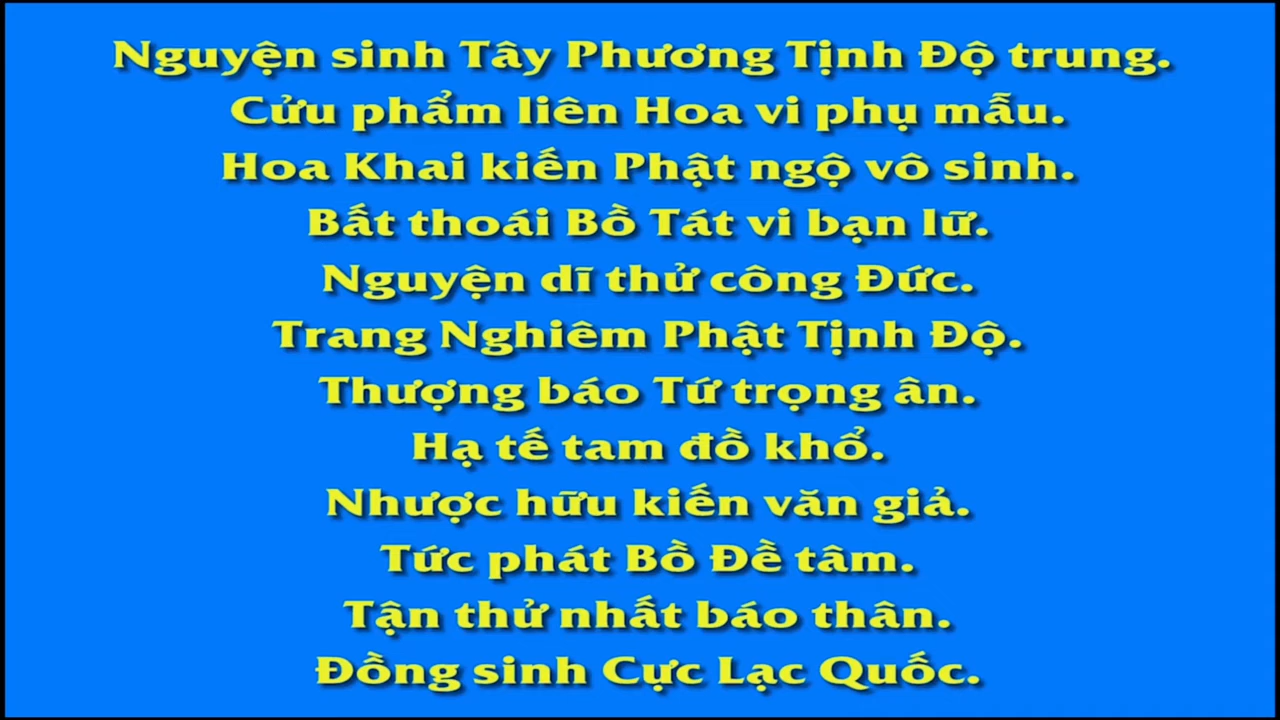 Nguyện sinh Tây Phương Tịnh Độ trung.
Cửu phẩm liên Hoa vi phụ mẫu.
Hoa Khai kiến Phật ngộ vô sinh.
Bất thoái Bồ Tát vi bạn lữ.
Nguyện dĩ thử công Đức.
Trang Nghiêm Phật Tịnh Độ.
Thượng báo Tứ trọng ân.
Hạ tế tam đồ khổ.
Nhược hữu kiến văn giả.
Tức phát Bồ Đề tâm.
Tận thử nhất báo thân.
Đồng sinh Cực Lạc Quốc.